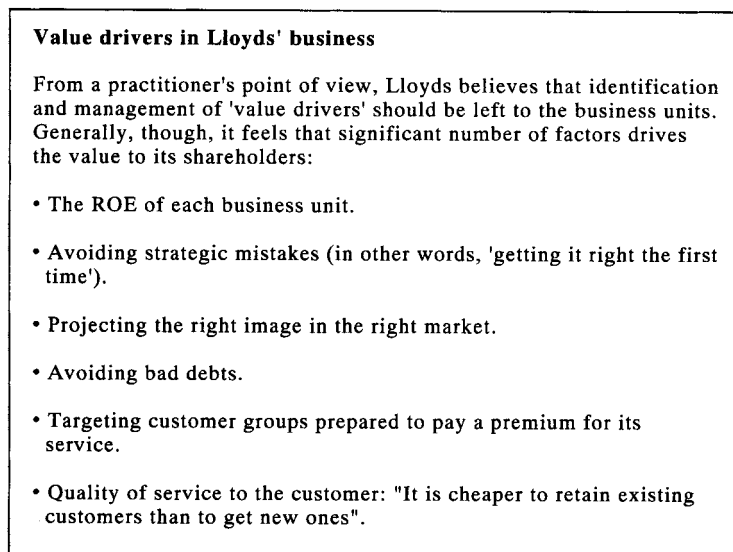 Value drivers in Lloyds' business
From a practitioner's point of view, Lloyds believes that identification
and management of 'value drivers' should be left to the business units.
Generally, though, it feels that significant number of factors drives
the value to its shareholders:
• The ROE of each business unit.
• Avoiding strategic mistakes (in other words, 'getting it right the first
time').
• Projecting the right image in the right market.
• Avoiding bad debts.
• Targeting customer groups prepared to pay a premium for its
service.
• Quality of service to the customer: "It is cheaper to retain existing
customers than to get new ones".